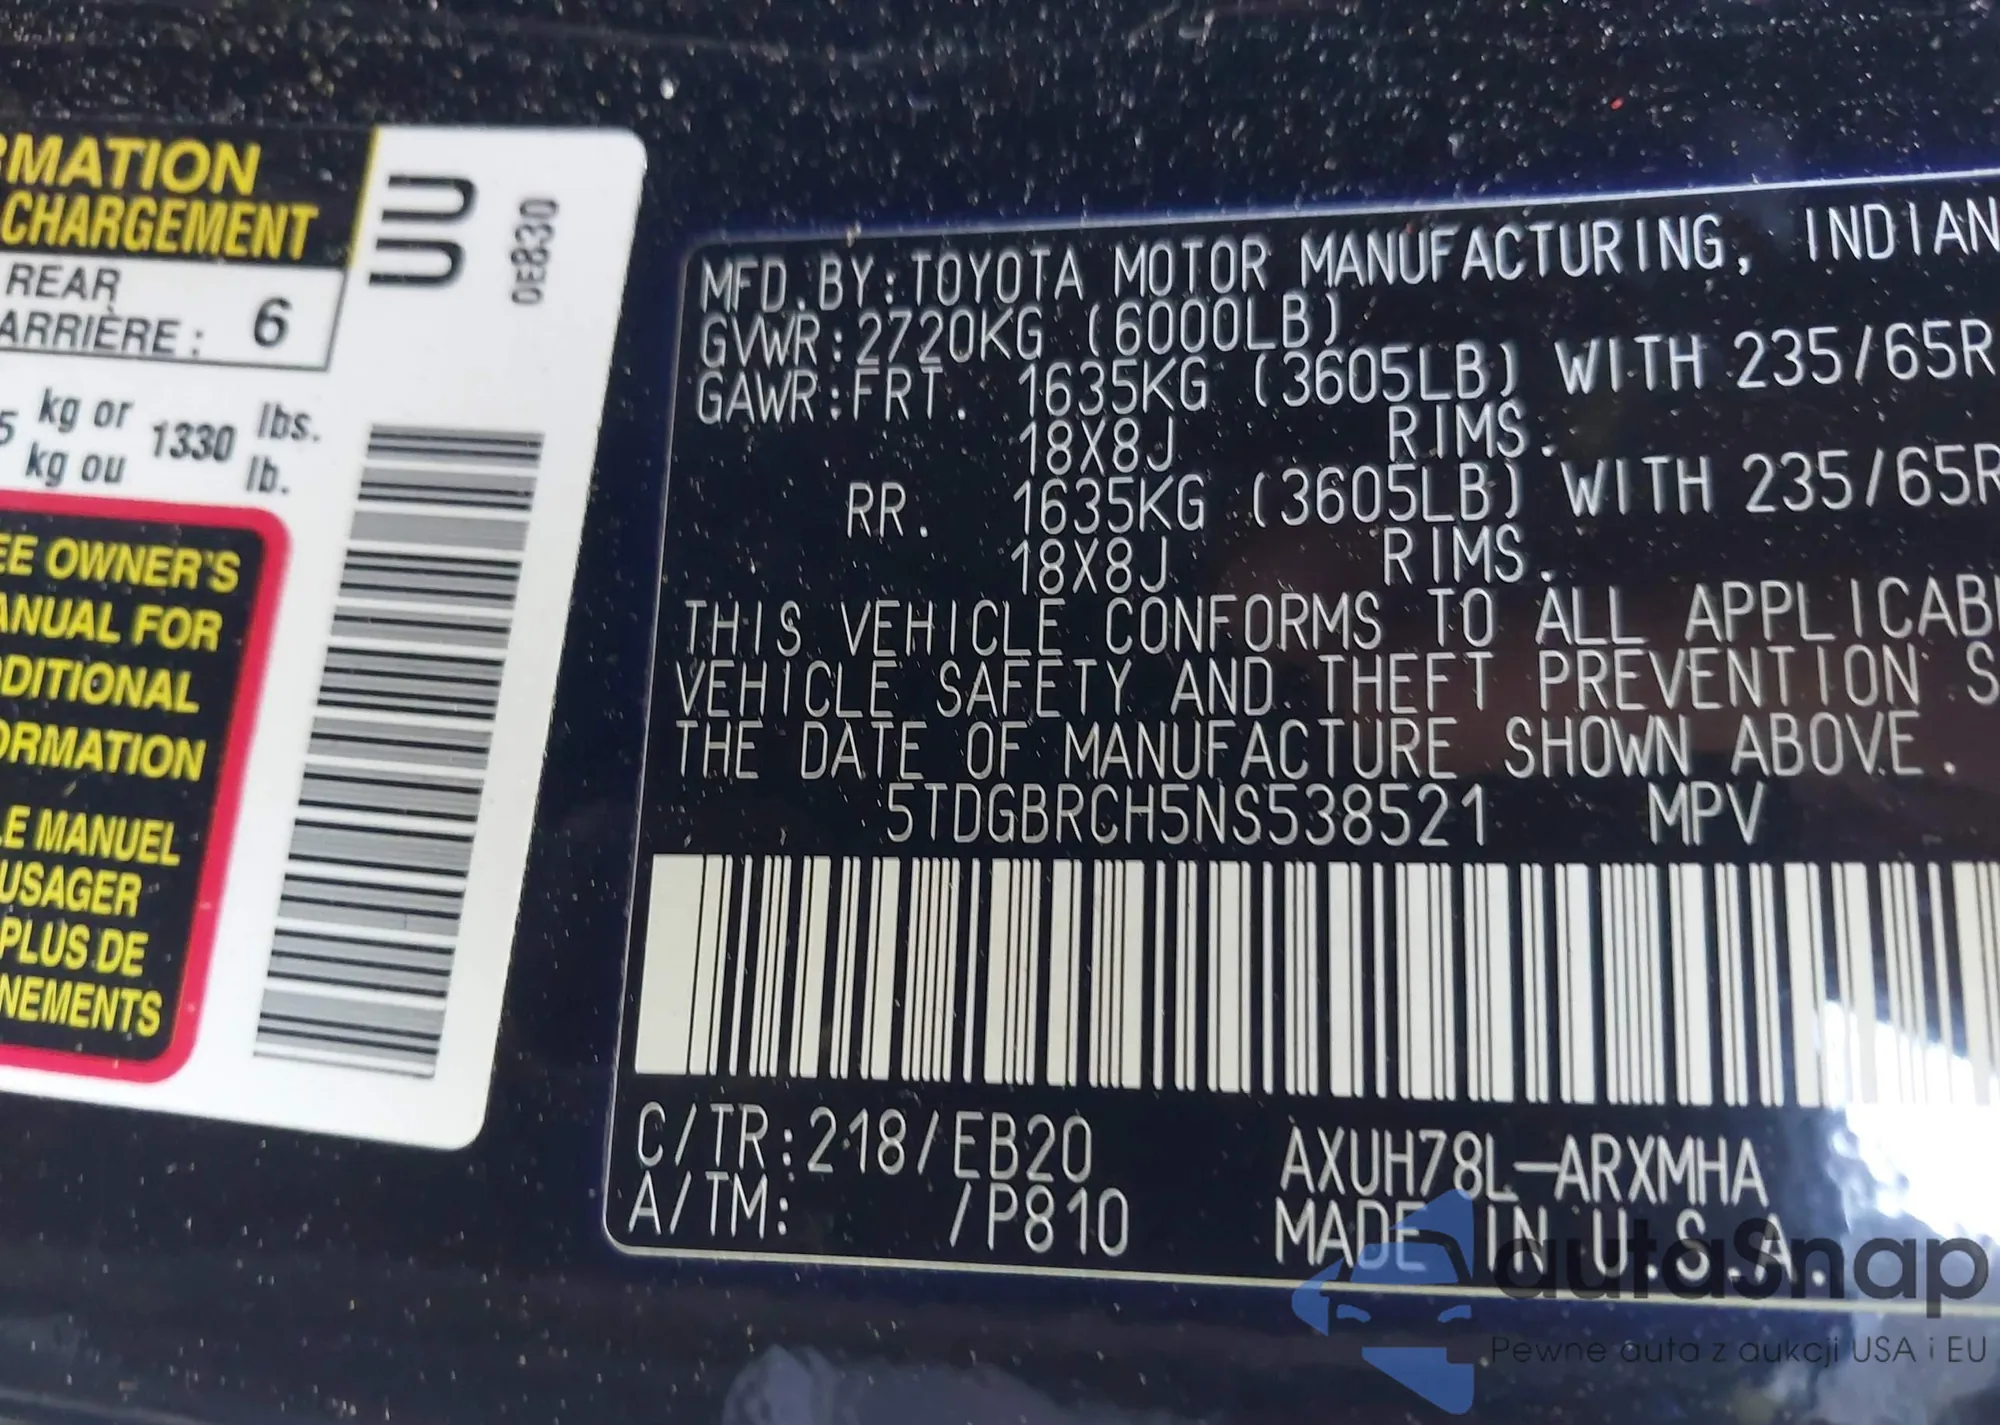 RMATION
CHARGEMENT
REAR
ARRIÈRE : 6
5 kg or 1330 lbs.
kg ou lb.
EE OWNER'S
ANUAL FOR
DDITIONAL
ORMATION
LE MANUEL
USAGER
PLUS DE
NEMENTS
UU
0E830
MFD. BY: TOYOTA MOTOR MANUFACTURING, INDIAN
GVWR: 2720KG (6000LB)
GAWR: FRT. 1635KG (3605LB) WITH 235/65R
18X8J RIMS.
RR. 1635KG (3605LB) WITH 235/65R
18X8J RIMS.
THIS VEHICLE CONFORMS TO ALL APPLICABL
VEHICLE SAFETY AND THEFT PREVENTION S
THE DATE OF MANUFACTURE SHOWN ABOVE.
5TDGBRCH5NS538521 MPV
C/TR: 218/EB20 AXUH78L-ARXMHA
A/TM: /P810 MADE IN U.S.A.
autaSnap
Pewne auta z aukcji USA i EU